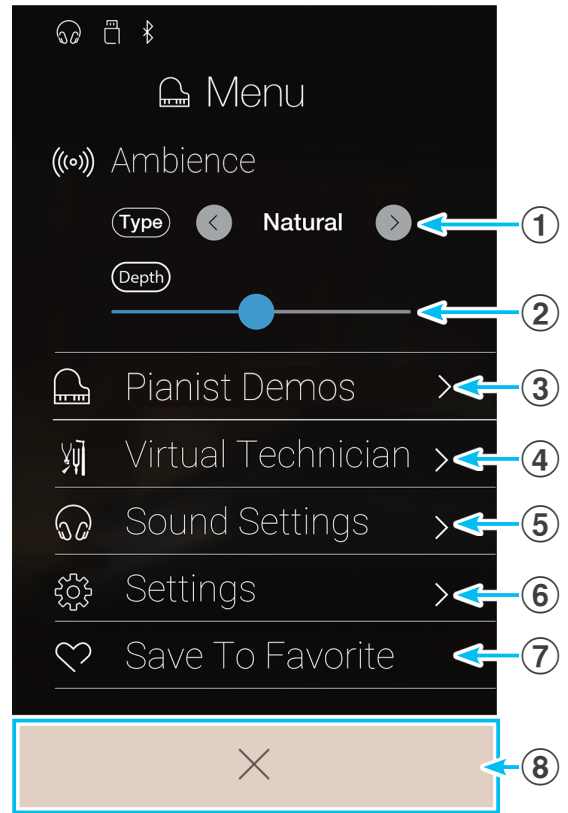 Menu
Ambience
Type Natural 1
Depth
2
Pianist Demos 3
Virtual Technician 4
Sound Settings 5
Settings 6
Save To Favorite 7
8